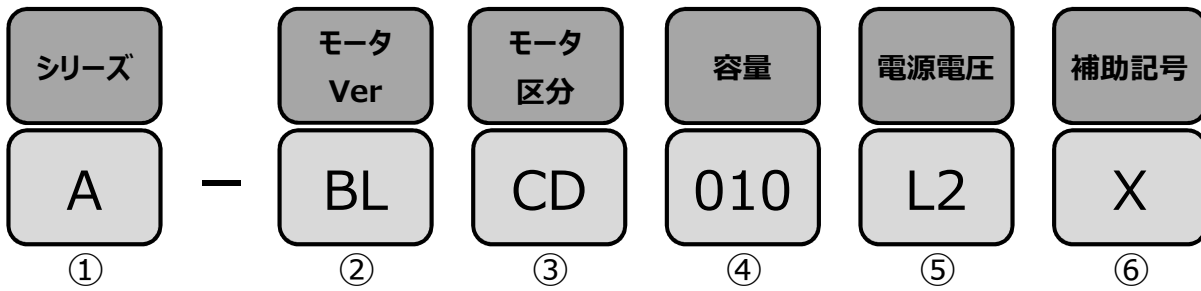 シリーズ
モータ
Ver
モータ
区分
容量
電源電圧
補助記号
A - BL CD 010 L2 X
① ② ③ ④ ⑤ ⑥